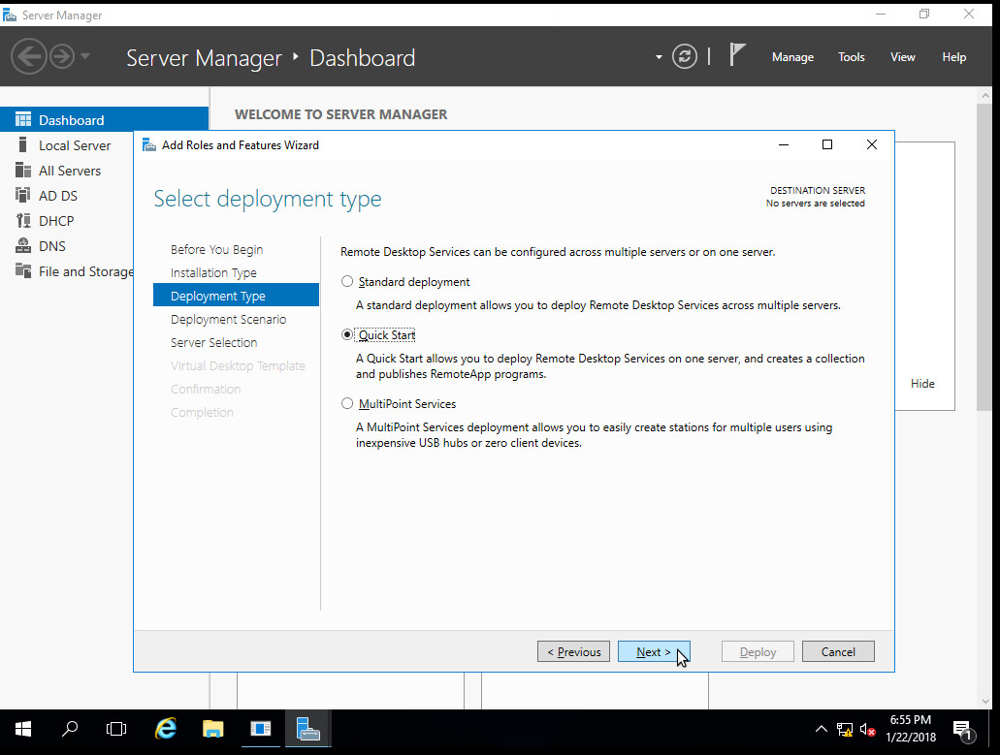 Server Manager
Server Manager ‣ Dashboard
Manage
Tools
View
Help
Dashboard
Local Server
All Servers
AD DS
DHCP
DNS
File and Storage
WELCOME TO SERVER MANAGER
Add Roles and Features Wizard
Select deployment type
DESTINATION SERVER
No servers are selected
Before You Begin
Installation Type
Deployment Type
Deployment Scenario
Server Selection
Virtual Desktop Template
Confirmation
Completion
Remote Desktop Services can be configured across multiple servers or on one server.
Standard deployment
A standard deployment allows you to deploy Remote Desktop Services across multiple servers.
Quick Start
A Quick Start allows you to deploy Remote Desktop Services on one server, and creates a collection
and publishes RemoteApp programs.
MultiPoint Services
A MultiPoint Services deployment allows you to easily create stations for multiple users using
inexpensive USB hubs or zero client devices.
Hide
< Previous
Next >
Deploy
Cancel
6:55 PM
1/22/2018
1